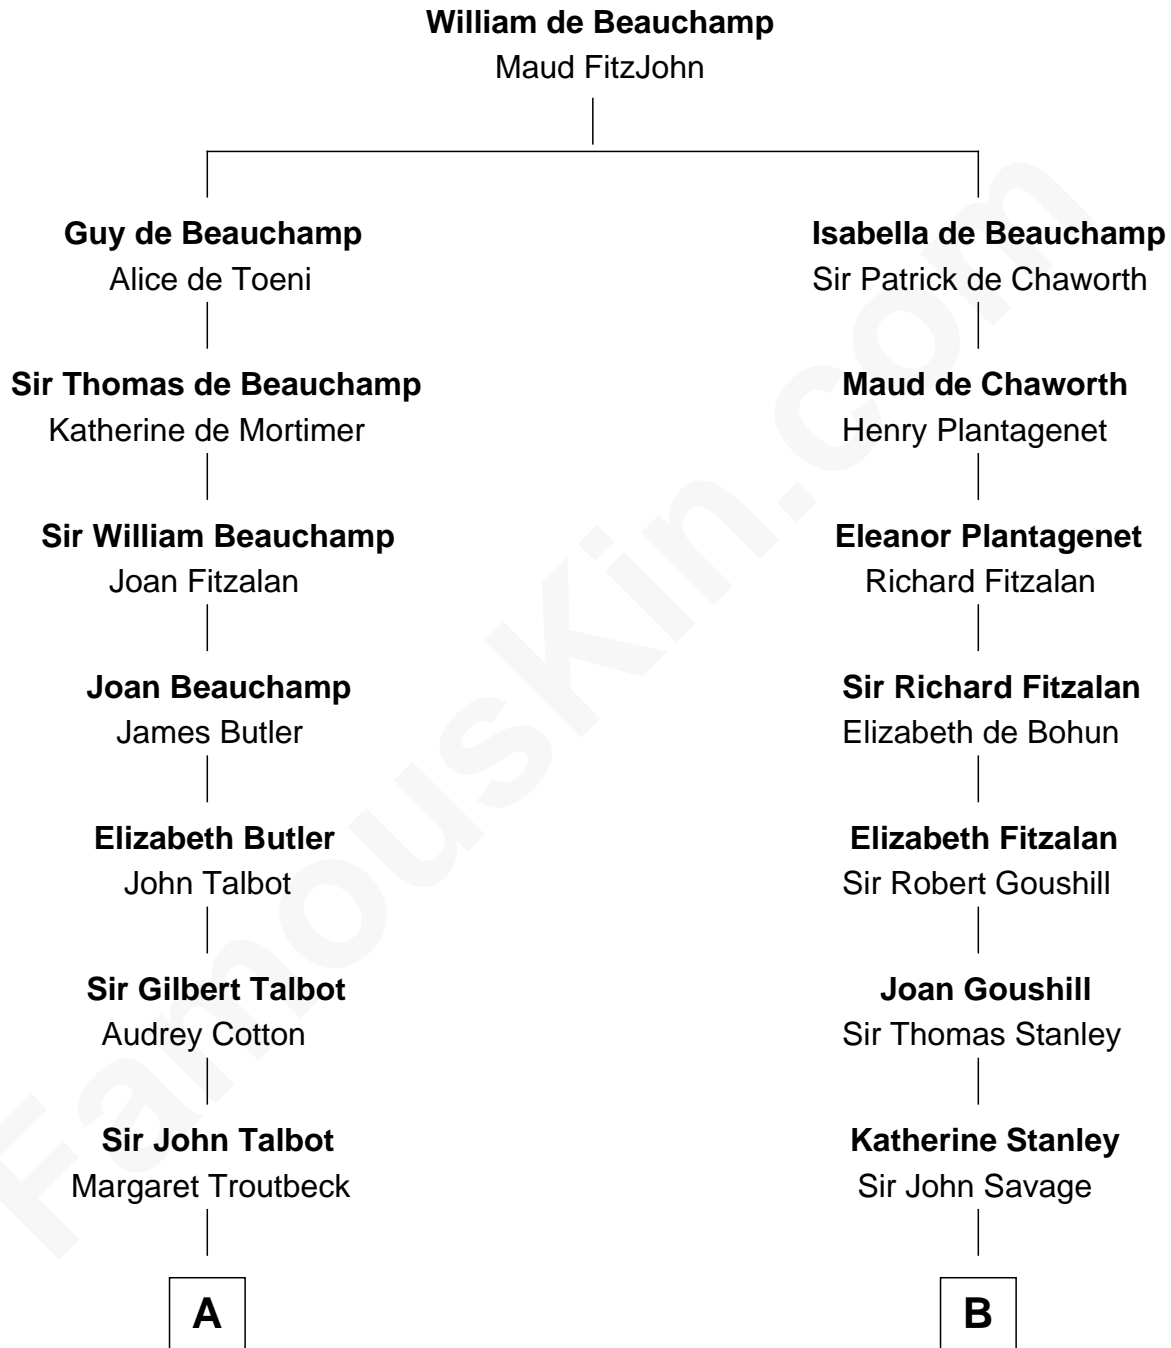 William de Beauchamp
Maud FitzJohn
Guy de Beauchamp
Alice de Toeni
Isabella de Beauchamp
Sir Patrick de Chaworth
Sir Thomas de Beauchamp
Katherine de Mortimer
Maud de Chaworth
Henry Plantagenet
Sir William Beauchamp
Joan Fitzalan
Eleanor Plantagenet
Richard Fitzalan
Joan Beauchamp
James Butler
Sir Richard Fitzalan
Elizabeth de Bohun
Elizabeth Butler
John Talbot
Elizabeth Fitzalan
Sir Robert Goushill
Sir Gilbert Talbot
Audrey Cotton
Joan Goushill
Sir Thomas Stanley
Sir John Talbot
Margaret Troutbeck
Katherine Stanley
Sir John Savage
A
B
FamousKin.com